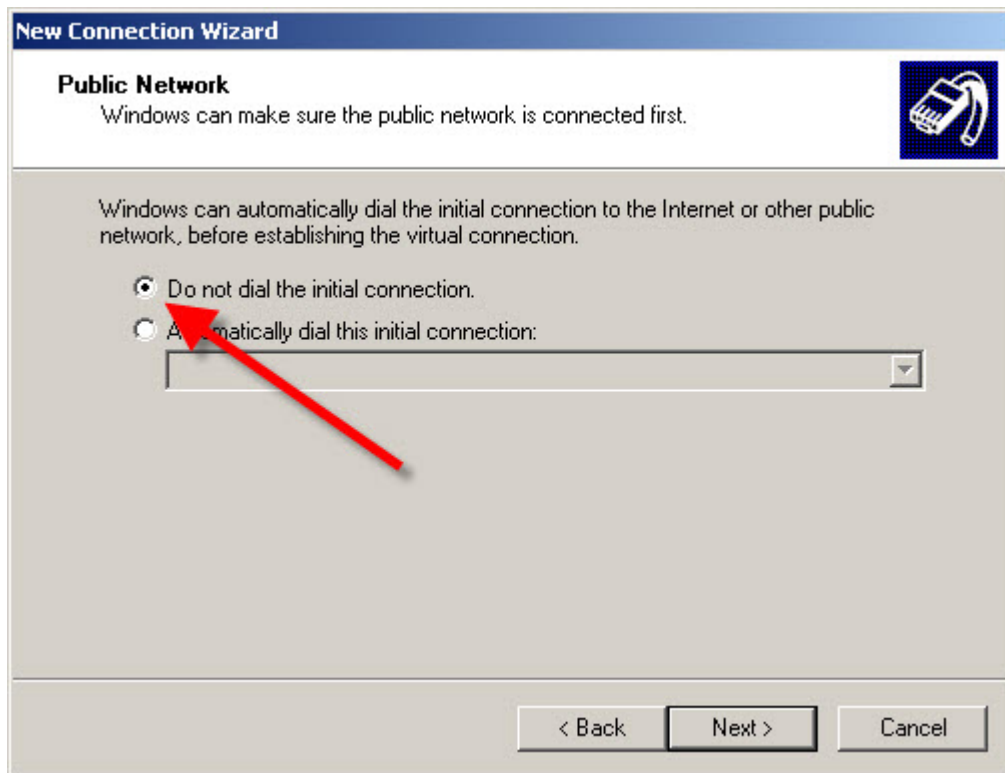 New Connection Wizard
Public Network
Windows can make sure the public network is connected first.
Windows can automatically dial the initial connection to the Internet or other public
network, before establishing the virtual connection.
Do not dial the initial connection.
Automatically dial this initial connection:
< Back
Next >
Cancel